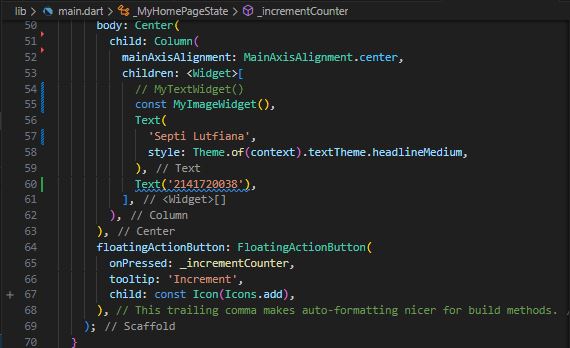 lib > main.dart > _MyHomePageState > _incrementCounter
50 body: Center(
51 child: Column(
52 mainAxisAlignment: MainAxisAlignment.center,
53 children: <Widget>[
54 // MyTextWidget()
55 const MyImageWidget(),
56 Text(
57 'Septi Lutfiana',
58 style: Theme.of(context).textTheme.headlineMedium,
59 ), // Text
60 Text('2141720038'),
61 ], // <Widget>[]
62 ), // Column
63 ), // Center
64 floatingActionButton: FloatingActionButton(
65 onPressed: _incrementCounter,
66 tooltip: 'Increment',
67 child: const Icon(Icons.add),
68 ), // This trailing comma makes auto-formatting nicer for build methods. /
69 ); // Scaffold
70 }